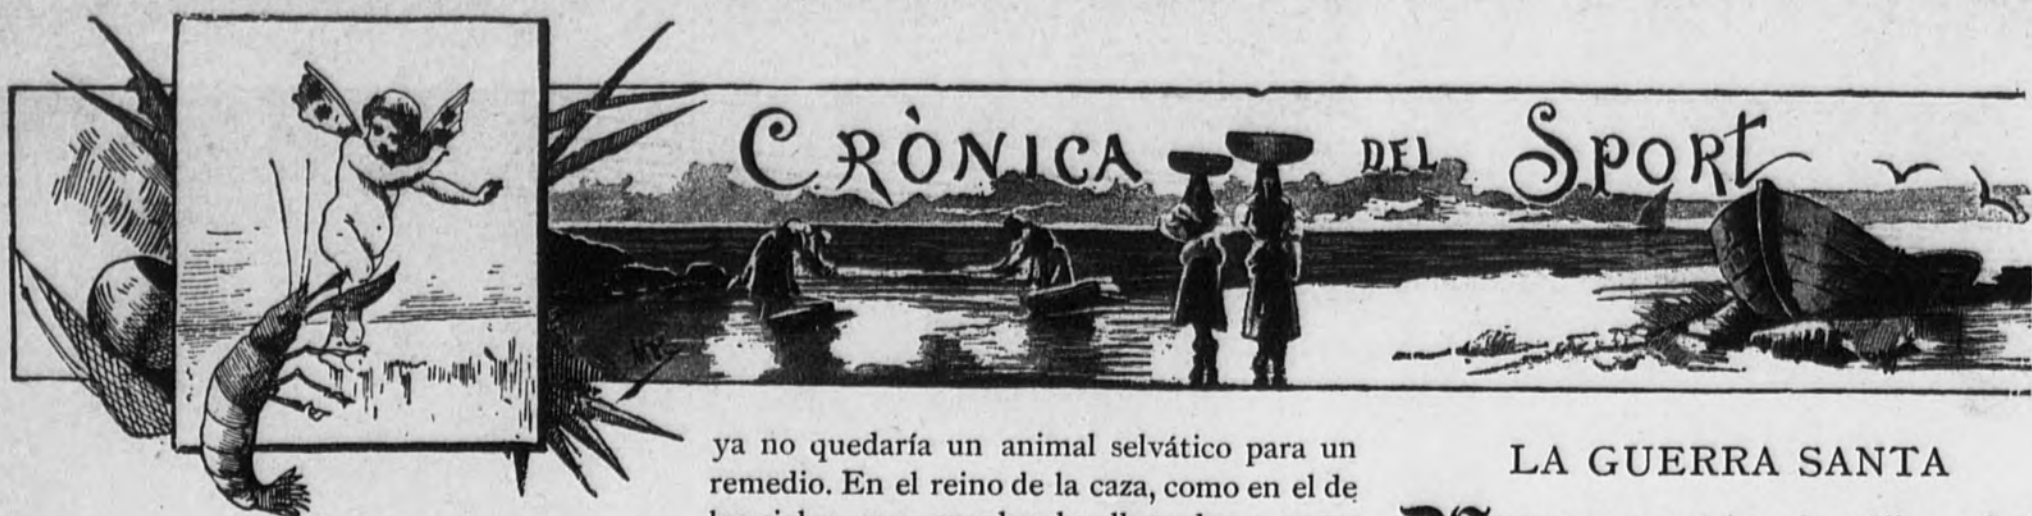 CRÒNICA DEL SPORT
ya no quedaría un animal selvático para un
remedio. En el reino de la caza, como en el de
LA GUERRA SANTA